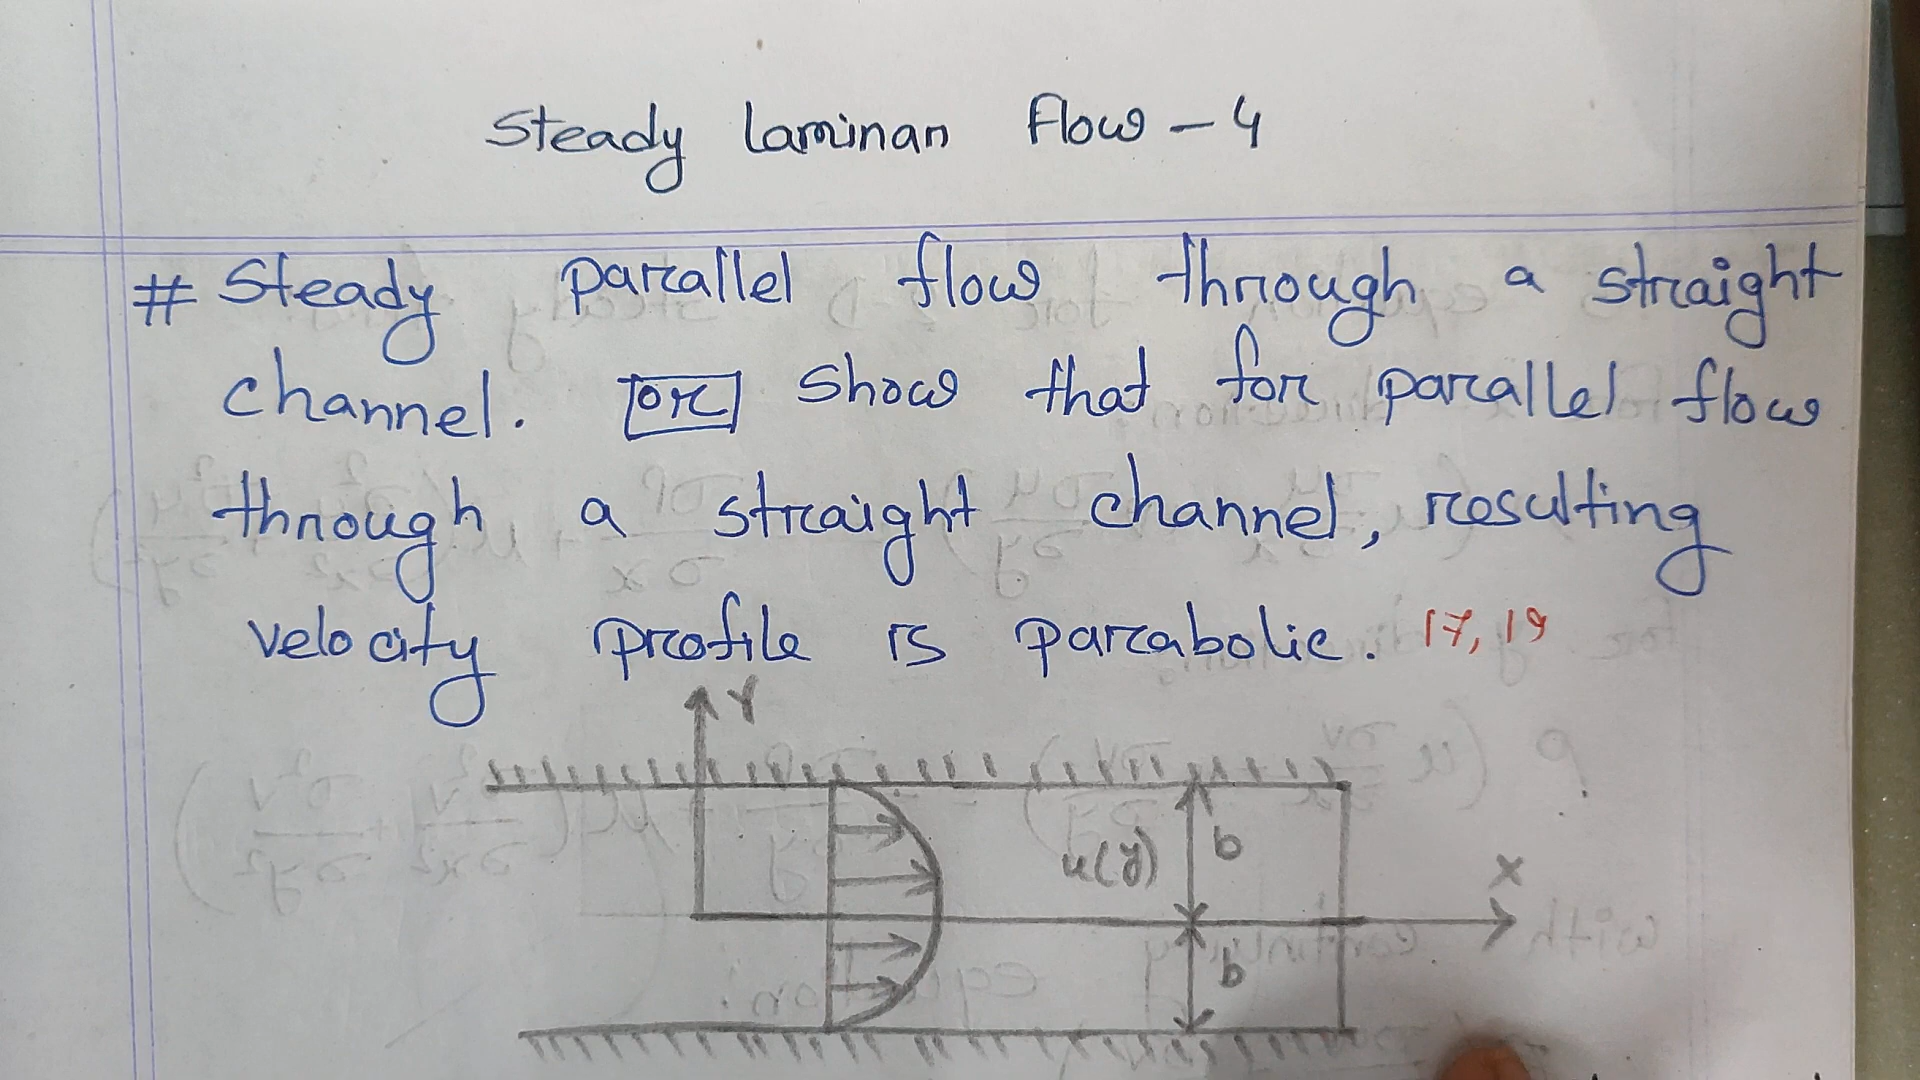 Steady laminar flow - 4
# Steady parallel flow through a straight
channel. or Show that for parallel flow
through a straight channel, resulting
velocity profile is parabolic. 17, 19
Y
u(y)
b
X
b